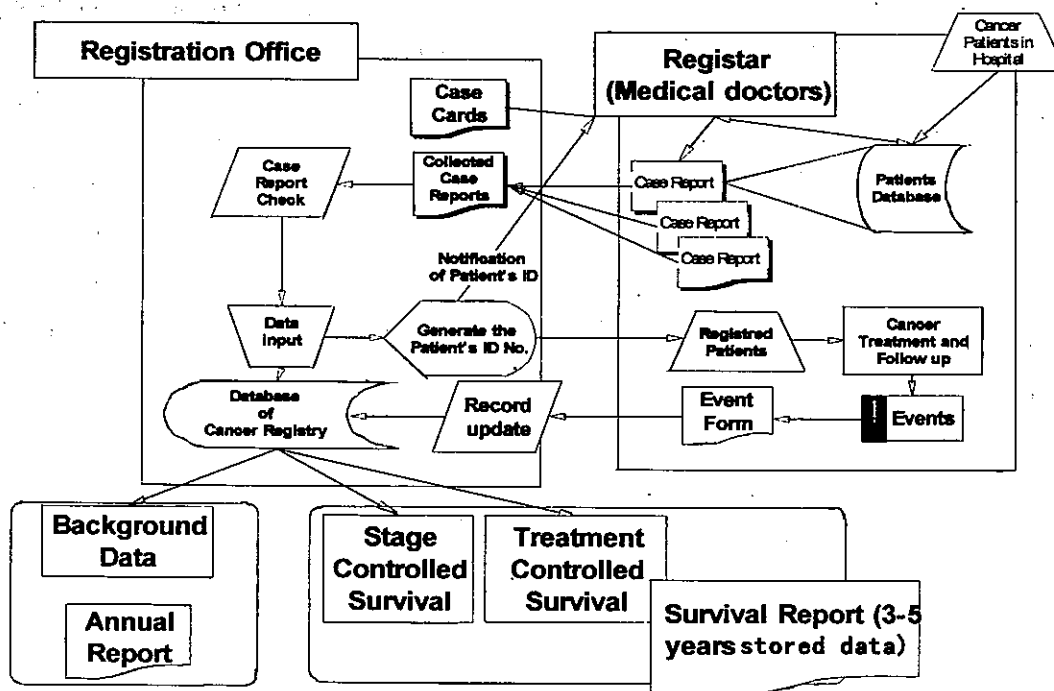 Registration Office
Registar
(Medical doctors)
Cancer
Patients in
Hospital
Case
Cards
Case
Report
Check
Collected
Case
Reports
Case Report
Case Report
Case Report
Patients
Database
Notification
of Patient's ID
Data
input
Generate the
Patient's ID No.
Registred
Patients
Cancer
Treatment and
Follow up
Database
of
Cancer Registry
Record
update
Event
Form
Events
Background
Data
Annual
Report
Stage
Controlled
Survival
Treatment
Controlled
Survival
Survival Report (3-5
years stored data)